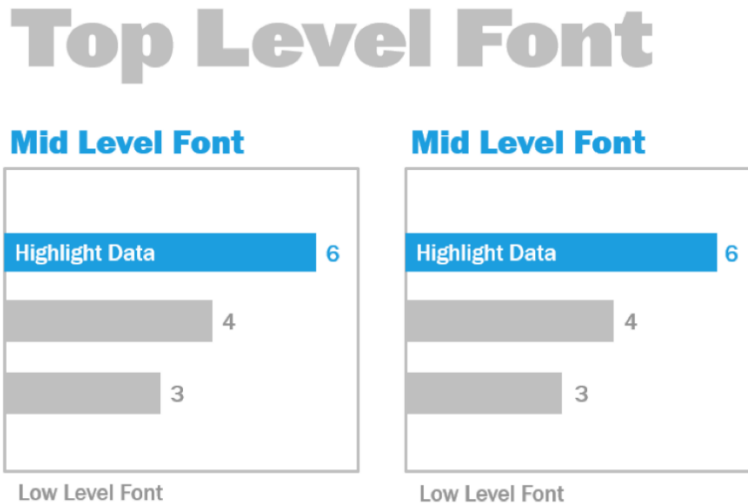 Top Level Font
Mid Level Font
Highlight Data 6
4
3
Low Level Font
Mid Level Font
Highlight Data 6
4
3
Low Level Font